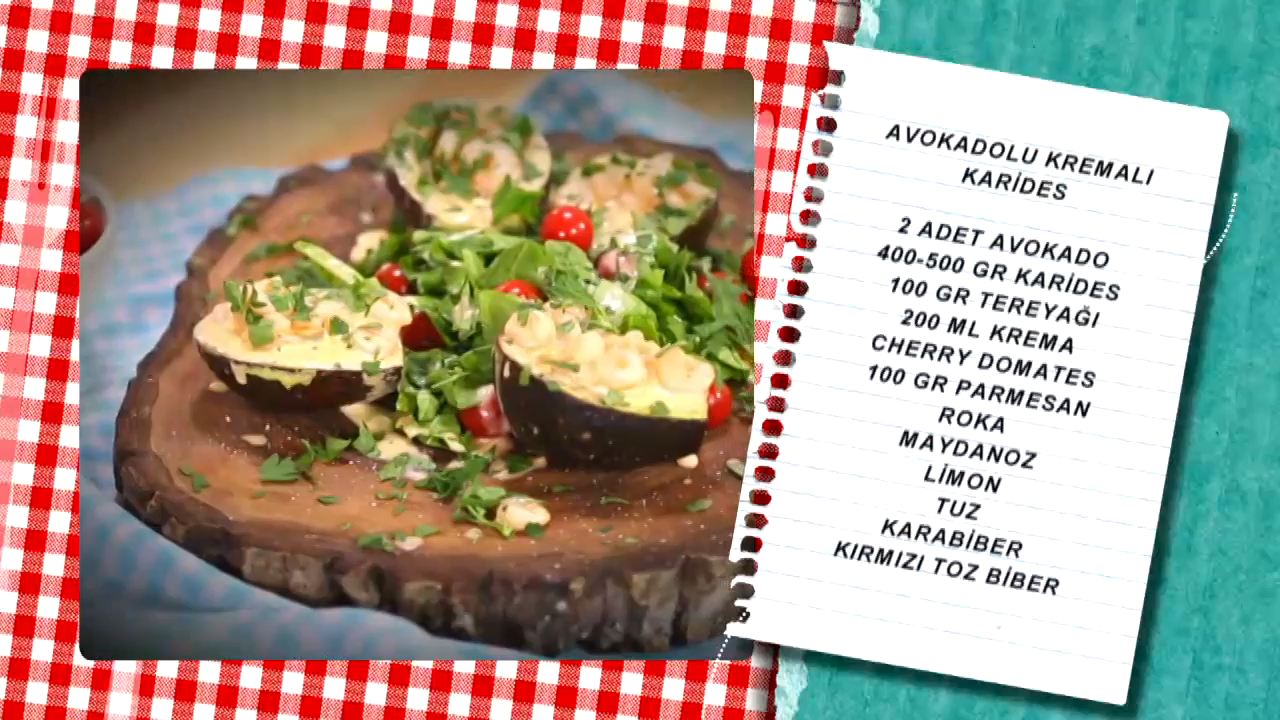 AVOKADOLU KREMALI
KARİDES
2 ADET AVOKADO
400-500 GR KARİDES
100 GR TEREYAĞI
200 ML KREMA
CHERRY DOMATES
100 GR PARMESAN
ROKA
MAYDANOZ
LİMON
TUZ
KARABİBER
KIRMIZI TOZ BİBER